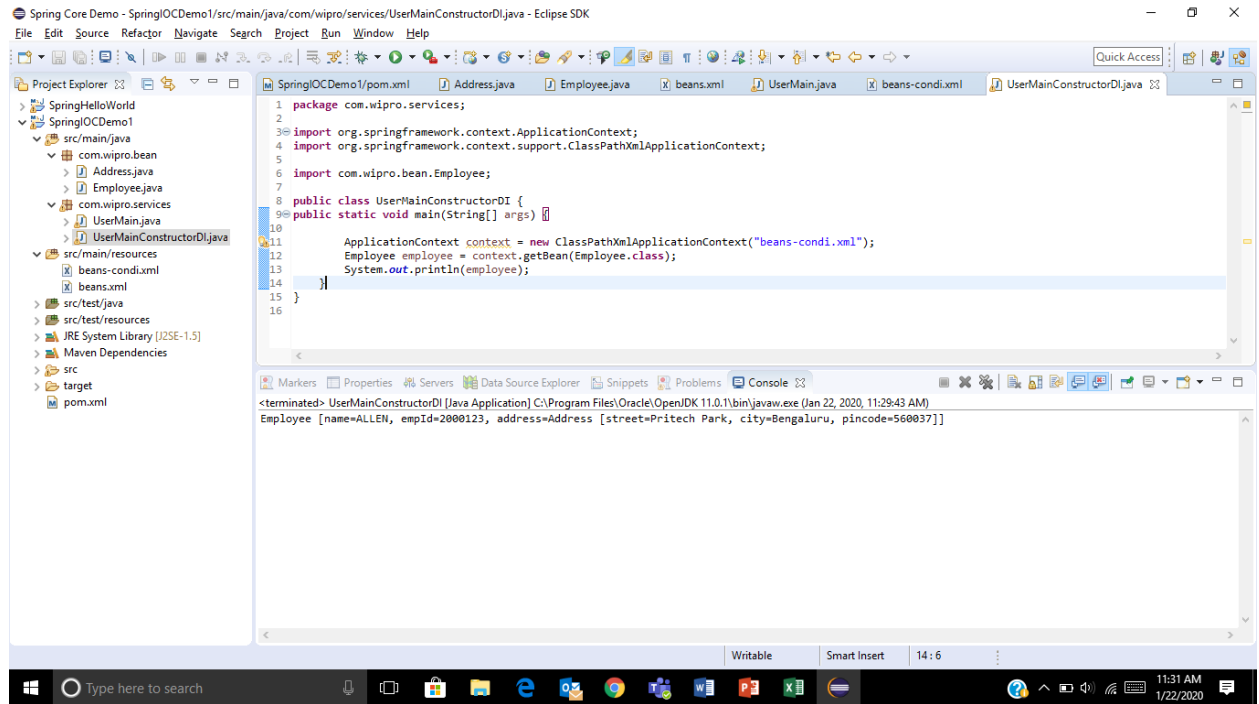 Spring Core Demo - SpringIOCDemo1/src/main/java/com/wipro/services/UserMainConstructorDI.java - Eclipse SDK
File Edit Source Refactor Navigate Search Project Run Window Help
Quick Access
Project Explorer
SpringHelloWorld
SpringIOCDemo1
src/main/java
com.wipro.bean
Address.java
Employee.java
com.wipro.services
UserMain.java
UserMainConstructorDI.java
src/main/resources
beans-condi.xml
beans.xml
src/test/java
src/test/resources
JRE System Library [J2SE-1.5]
Maven Dependencies
src
target
pom.xml
SpringIOCDemo1/pom.xml Address.java Employee.java beans.xml UserMain.java beans-condi.xml UserMainConstructorDI.java
1 package com.wipro.services;
2
3 import org.springframework.context.ApplicationContext;
4 import org.springframework.context.support.ClassPathXmlApplicationContext;
5
6 import com.wipro.bean.Employee;
7
8 public class UserMainConstructorDI {
9 public static void main(String[] args) {
10
11 ApplicationContext context = new ClassPathXmlApplicationContext("beans-condi.xml");
12 Employee employee = context.getBean(Employee.class);
13 System.out.println(employee);
14 }
15 }
16
Markers Properties Servers Data Source Explorer Snippets Problems Console
<terminated> UserMainConstructorDI [Java Application] C:\Program Files\Oracle\OpenJDK 11.0.1\bin\javaw.exe (Jan 22, 2020, 11:29:43 AM)
Employee [name=ALLEN, empId=2000123, address=Address [street=Pritech Park, city=Bengaluru, pincode=560037]]
Writable Smart Insert 14 : 6
Type here to search
11:31 AM
1/22/2020